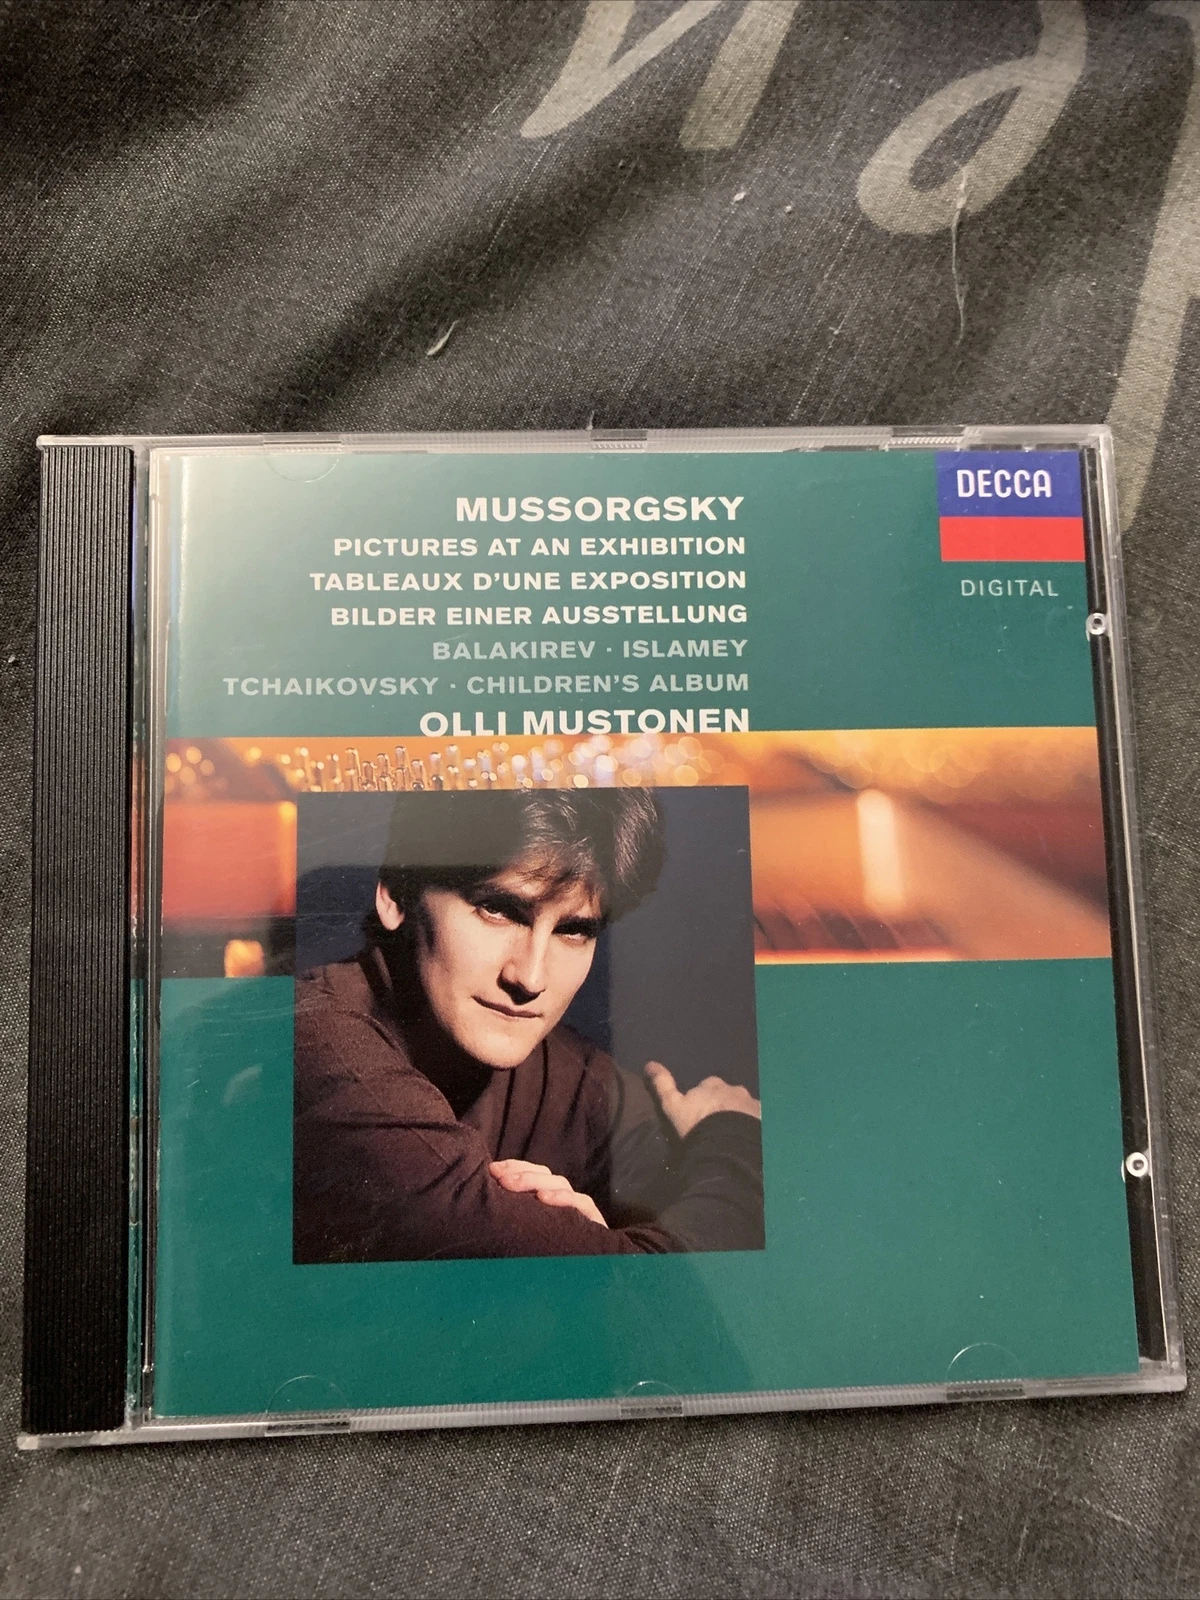 MUSSORGSKY
PICTURES AT AN EXHIBITION
TABLEAUX D'UNE EXPOSITION
BILDER EINER AUSSTELLUNG
BALAKIREV · ISLAMEY
TCHAIKOVSKY · CHILDREN'S ALBUM
OLLI MUSTONEN
DECCA
DIGITAL